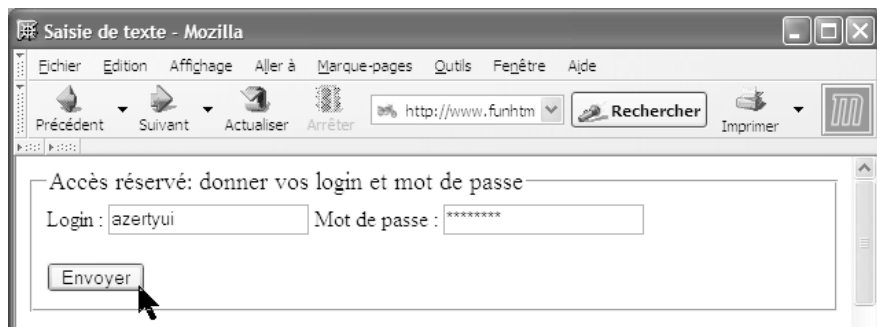 Saisie de texte - Mozilla
Fichier Edition Affichage Aller à Marque-pages Outils Fenêtre Aide
Précédent Suivant Actualiser Arrêter http://www.funhtm Rechercher Imprimer
Accès réservé: donner vos login et mot de passe
Login : azertyui Mot de passe : ********
Envoyer